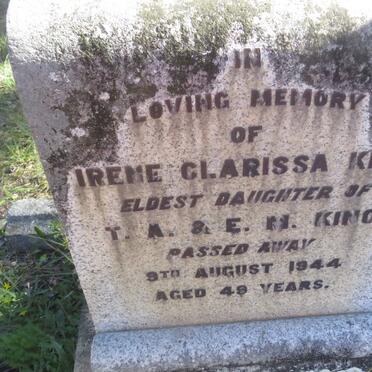 IN
LOVING MEMORY
OF
IRENE CLARISSA
ELDEST DAUGHTER OF
T. A. & E. M. KING
PASSED AWAY
9TH AUGUST 1944
AGED 49 YEARS.